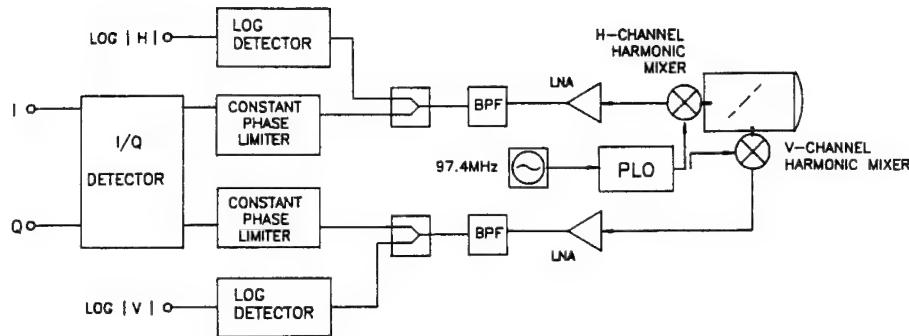 LOG |H|
LOG
DETECTOR
H-CHANNEL
HARMONIC
MIXER
LNA
I
CONSTANT
PHASE
LIMITER
BPF
I/Q
DETECTOR
V-CHANNEL
HARMONIC MIXER
97.4MHz
PLO
Q
CONSTANT
PHASE
LIMITER
BPF
LNA
LOG |V|
LOG
DETECTOR